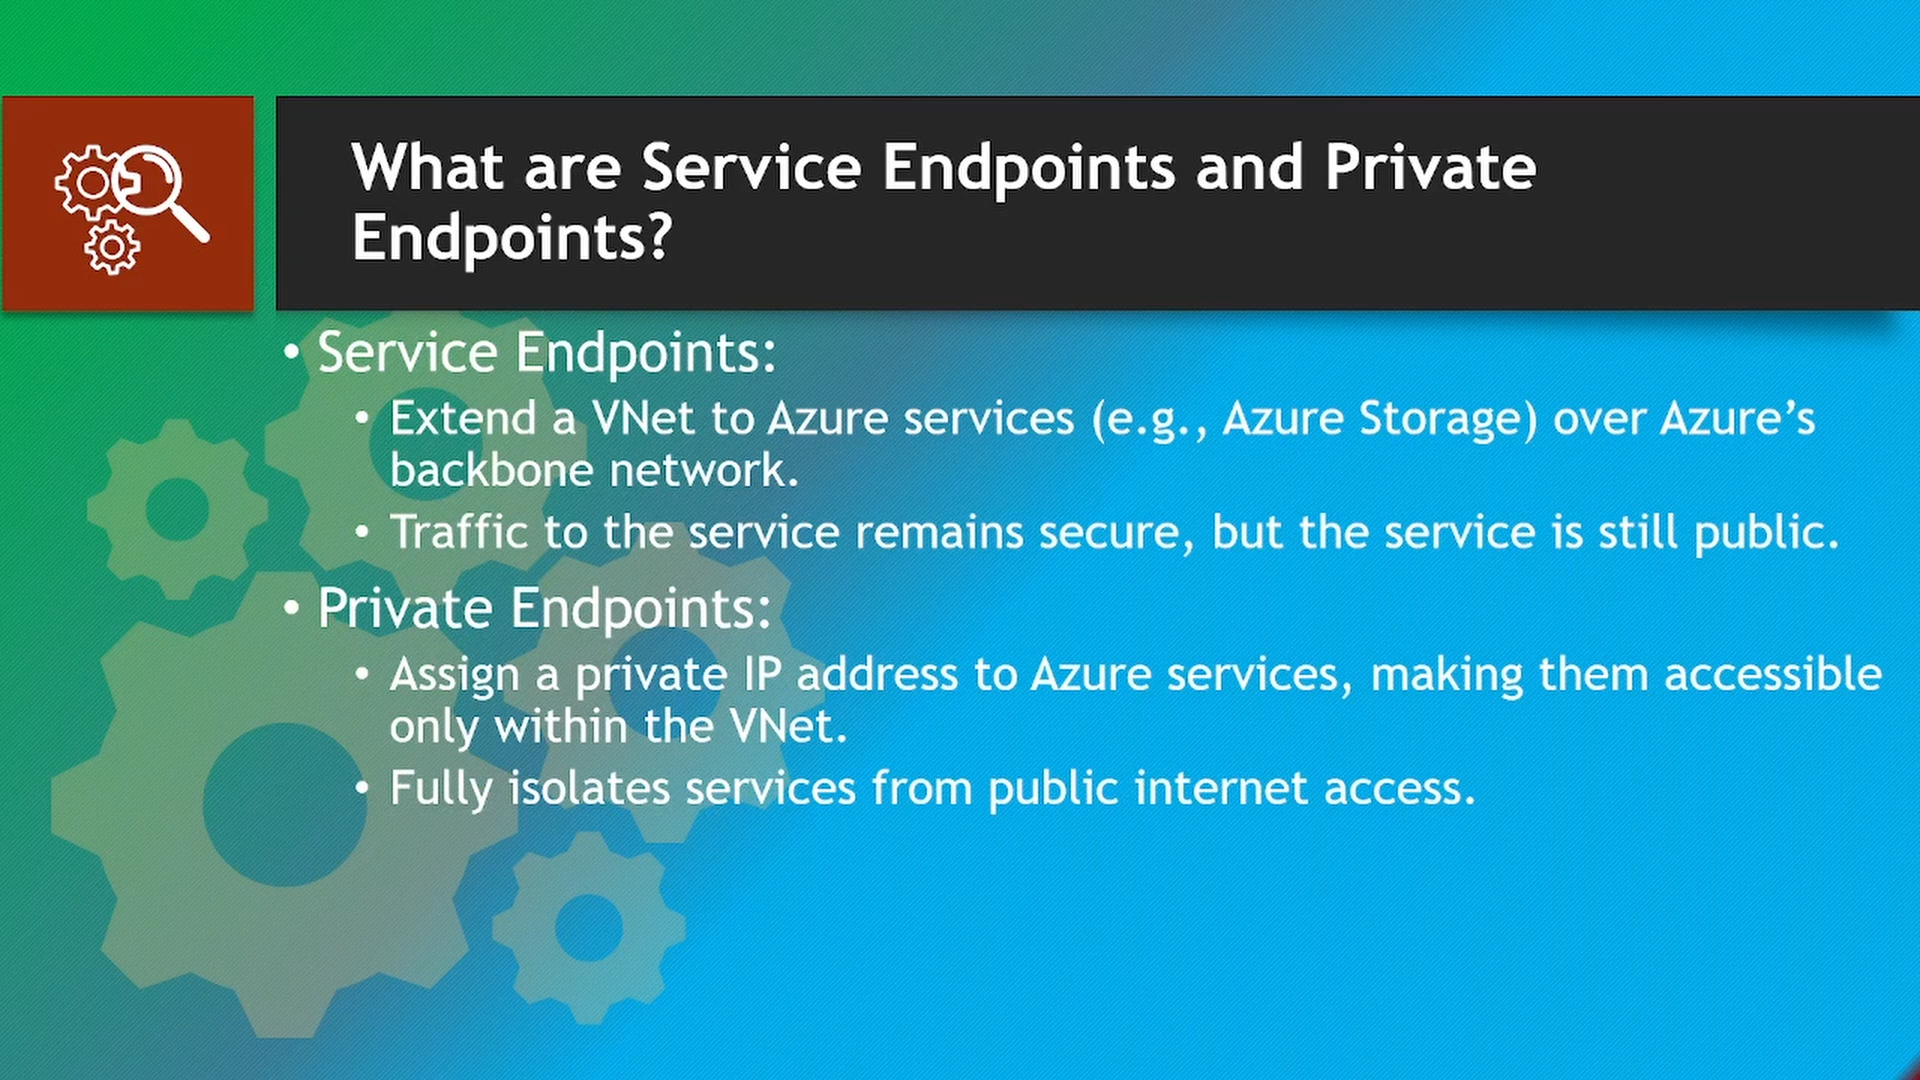 What are Service Endpoints and Private
Endpoints?
• Service Endpoints:
• Extend a VNet to Azure services (e.g., Azure Storage) over Azure’s
backbone network.
• Traffic to the service remains secure, but the service is still public.
• Private Endpoints:
• Assign a private IP address to Azure services, making them accessible
only within the VNet.
• Fully isolates services from public internet access.